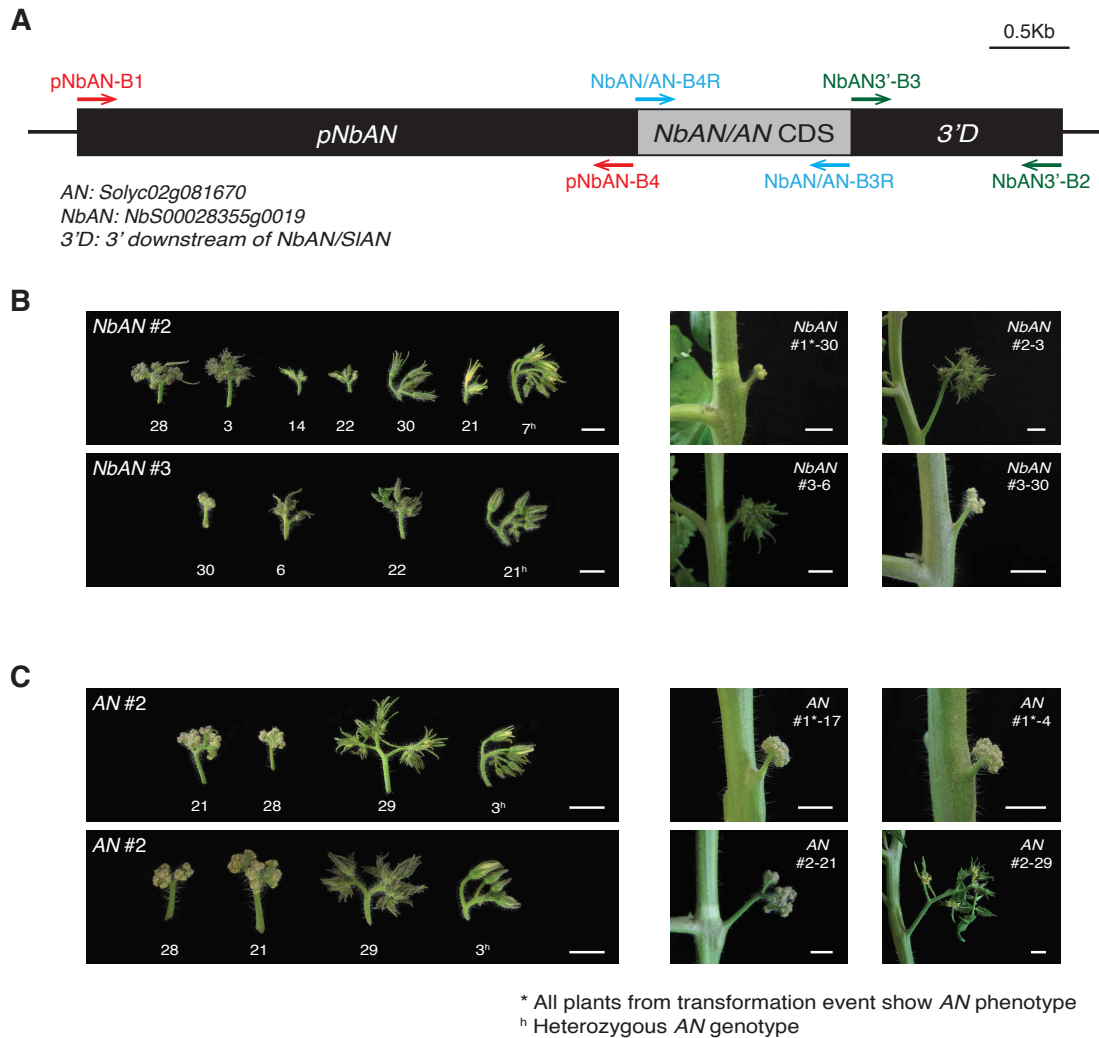 A
0.5Kb
pNbAN-B1
NbAN/AN-B4R
NbAN3'-B3
pNbAN
NbAN/AN CDS
3'D
pNbAN-B4
NbAN/AN-B3R
NbAN3'-B2
AN: Solyc02g081670
NbAN: NbS00028355g0019
3'D: 3' downstream of NbAN/SlAN
B
NbAN #2
28 3 14 22 30 21 7h
NbAN
#1*-30
NbAN
#2-3
NbAN #3
30 6 22 21h
NbAN
#3-6
NbAN
#3-30
C
AN #2
21 28 29 3h
AN
#1*-17
AN
#1*-4
AN #2
28 21 29 3h
AN
#2-21
AN
#2-29
* All plants from transformation event show AN phenotype
h Heterozygous AN genotype